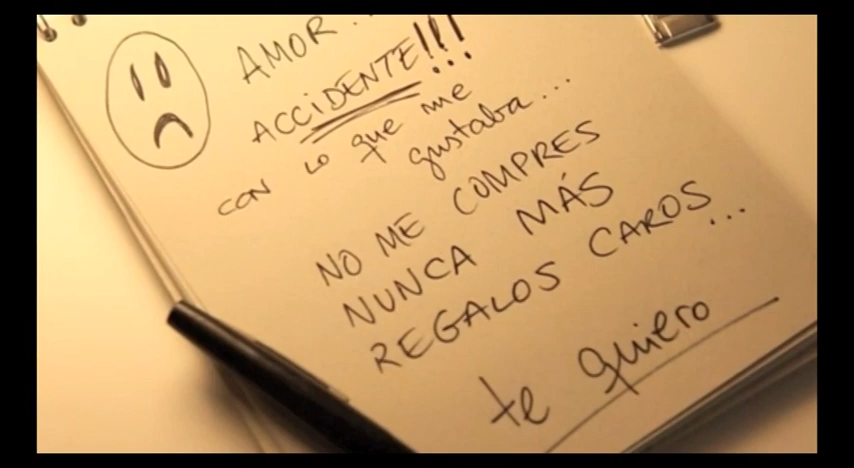 AMOR...
ACCIDENTE!!!
CON LO que me
gustaba...
NO ME COMPRES
NUNCA MÁS
REGALOS CAROS...
te quiero